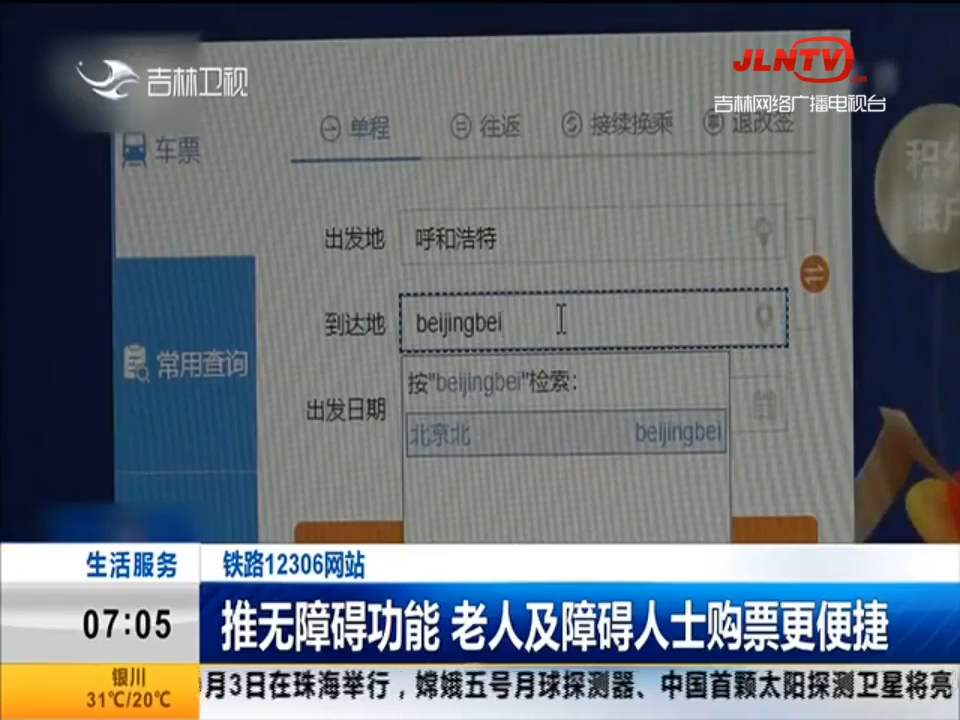 吉林卫视
JLNTV.com
吉林网络广播电视台
车票
单程
往返
接续换乘
退改签
积分
账户
出发地
呼和浩特
到达地
beijingbei
常用查询
按"beijingbei"检索:
北京北
beijingbei
出发日期
生活服务
铁路12306网站
07:05
推无障碍功能 老人及障碍人士购票更便捷
银川
31℃/20℃
月3日在珠海举行，嫦娥五号月球探测器、中国首颗太阳探测卫星将亮